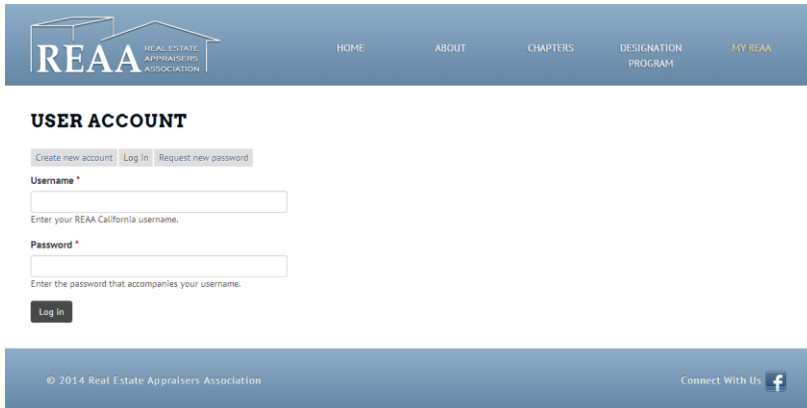 REAA REAL ESTATE APPRAISERS ASSOCIATION
HOME ABOUT CHAPTERS DESIGNATION PROGRAM MY REAA
USER ACCOUNT
Create new account Log in Request new password
Username *
Enter your REAA California username.
Password *
Enter the password that accompanies your username.
Log in
© 2014 Real Estate Appraisers Association Connect With Us f